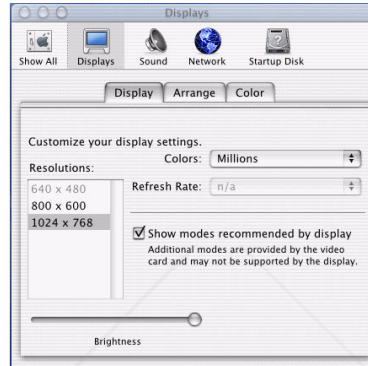 Displays
Show All Displays Sound Network Startup Disk
Display Arrange Color
Customize your display settings.
Colors: Millions
Resolutions:
640 x 480
800 x 600
1024 x 768
Refresh Rate: n/a
Show modes recommended by display
Additional modes are provided by the video
card and may not be supported by the display.
Brightness